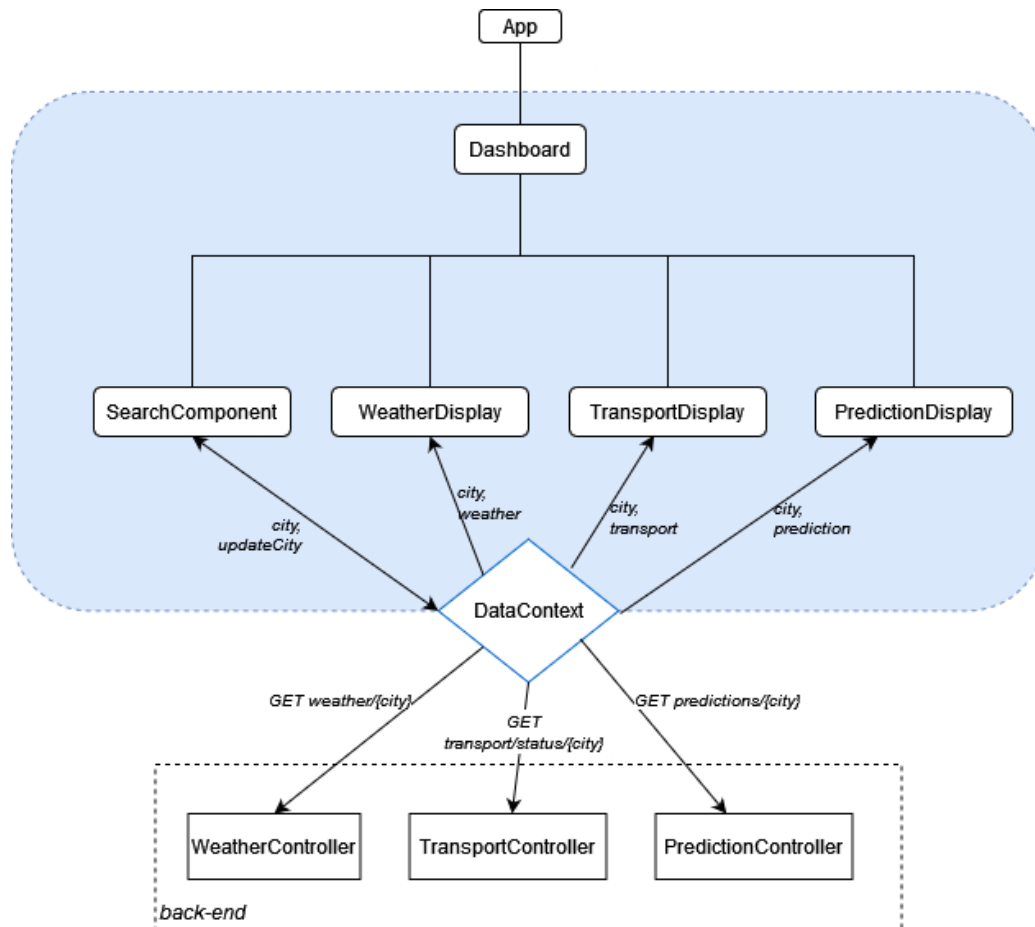 App
Dashboard
SearchComponent
WeatherDisplay
TransportDisplay
PredictionDisplay
city,
updateCity
city,
weather
city,
transport
city,
prediction
DataContext
GET weather/{city}
GET
transport/status/{city}
GET predictions/{city}
WeatherController
TransportController
PredictionController
back-end